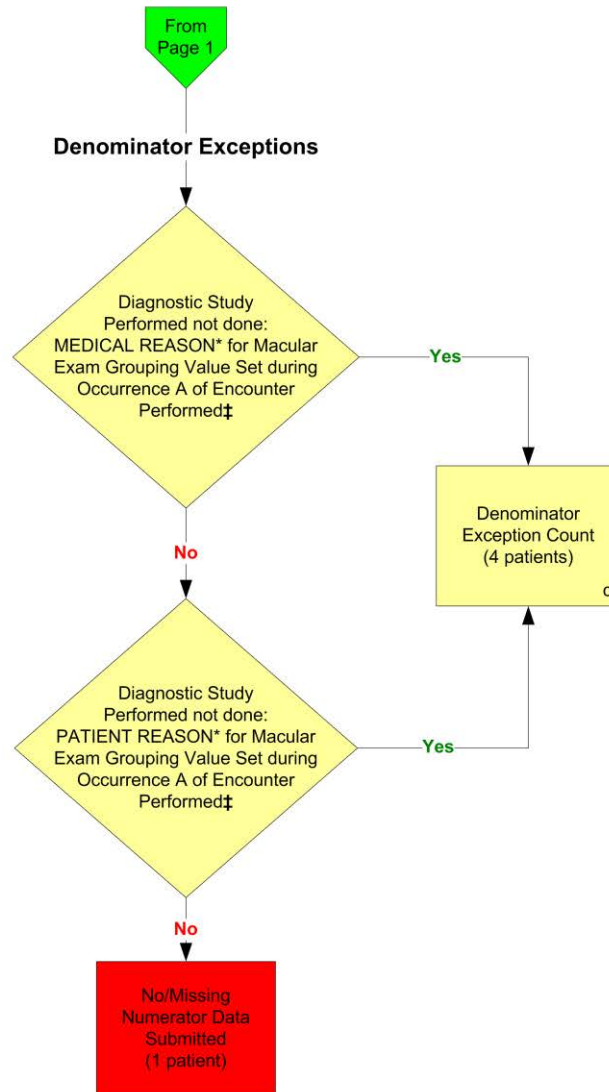 From
Page 1
Denominator Exceptions
Diagnostic Study
Performed not done:
MEDICAL REASON* for Macular
Exam Grouping Value Set during
Occurrence A of Encounter
Performed‡
Yes
Denominator
Exception Count
(4 patients)
d
No
Diagnostic Study
Performed not done:
PATIENT REASON* for Macular
Exam Grouping Value Set during
Occurrence A of Encounter
Performed‡
Yes
No
No/Missing
Numerator Data
Submitted
(1 patient)